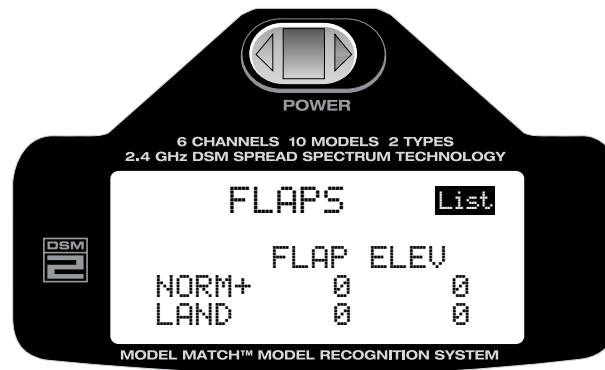 POWER
6 CHANNELS 10 MODELS 2 TYPES
2.4 GHz DSM SPREAD SPECTRUM TECHNOLOGY
FLAPS List
DSM
2
FLAP ELEV
NORM+ 0 0
LAND 0 0
MODEL MATCH™ MODEL RECOGNITION SYSTEM